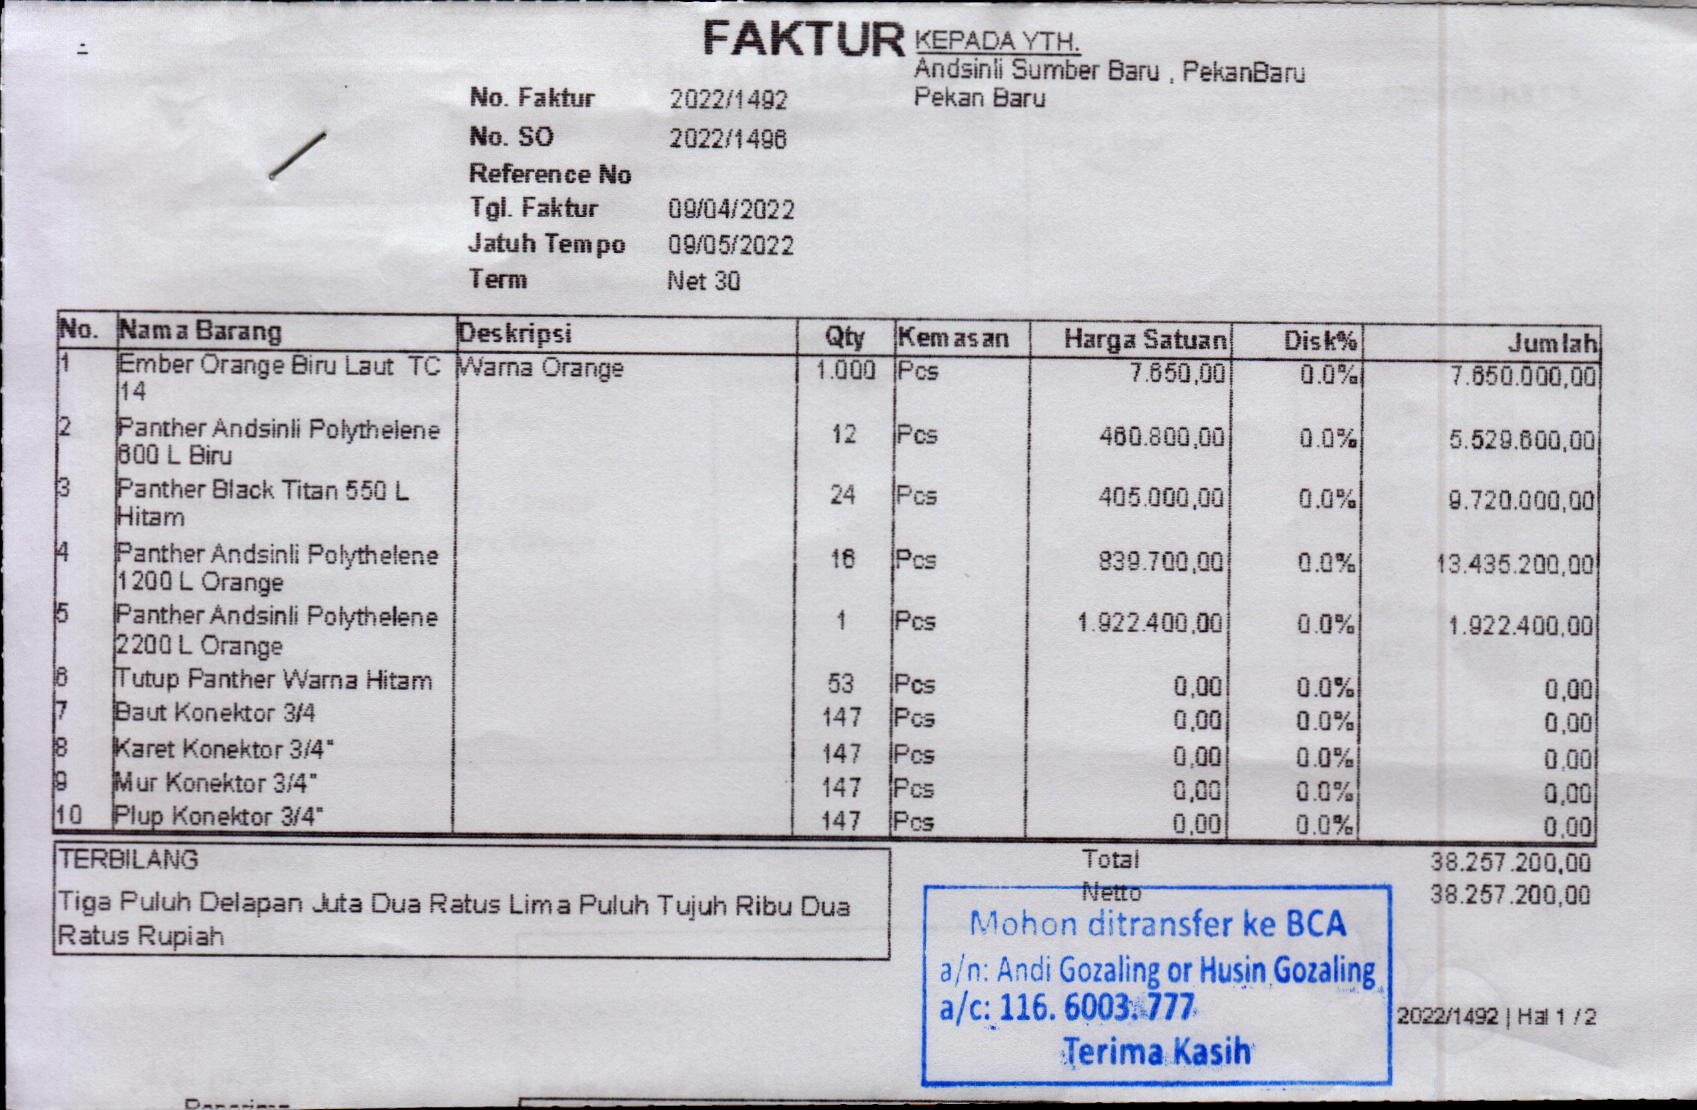 FAKTUR
KEPADA YTH.
Andsinli Sumber Baru , PekanBaru
Pekan Baru
No. Faktur 2022/1492
No. SO 2022/1496
Reference No
Tgl. Faktur 09/04/2022
Jatuh Tempo 09/05/2022
Term Net 30
No. Nama Barang Deskripsi Qty Kemasan Harga Satuan Disk% Jumlah
1 Ember Orange Biru Laut TC Warna Orange 1.000 Pcs 7.650,00 0.0% 7.650.000,00
14
2 Panther Andsinli Polythelene 12 Pcs 460.800,00 0.0% 5.529.600,00
600 L Biru
3 Panther Black Titan 550 L 24 Pcs 405.000,00 0.0% 9.720.000,00
Hitam
4 Panther Andsinli Polythelene 16 Pcs 839.700,00 0.0% 13.435.200,00
1200 L Orange
5 Panther Andsinli Polythelene 1 Pcs 1.922.400,00 0.0% 1.922.400,00
2200 L Orange
6 Tutup Panther Warna Hitam 53 Pcs 0,00 0.0% 0,00
7 Baut Konektor 3/4 147 Pcs 0,00 0.0% 0,00
8 Karet Konektor 3/4" 147 Pcs 0,00 0.0% 0,00
9 Mur Konektor 3/4" 147 Pcs 0,00 0.0% 0,00
10 Plup Konektor 3/4" 147 Pcs 0,00 0.0% 0,00
TERBILANG
Tiga Puluh Delapan Juta Dua Ratus Lima Puluh Tujuh Ribu Dua
Ratus Rupiah
Total 38.257.200,00
Netto 38.257.200,00
Mohon ditransfer ke BCA
a/n: Andi Gozaling or Husin Gozaling
a/c: 116. 6003. 777
Terima Kasih
2022/1492 | Hal 1 / 2